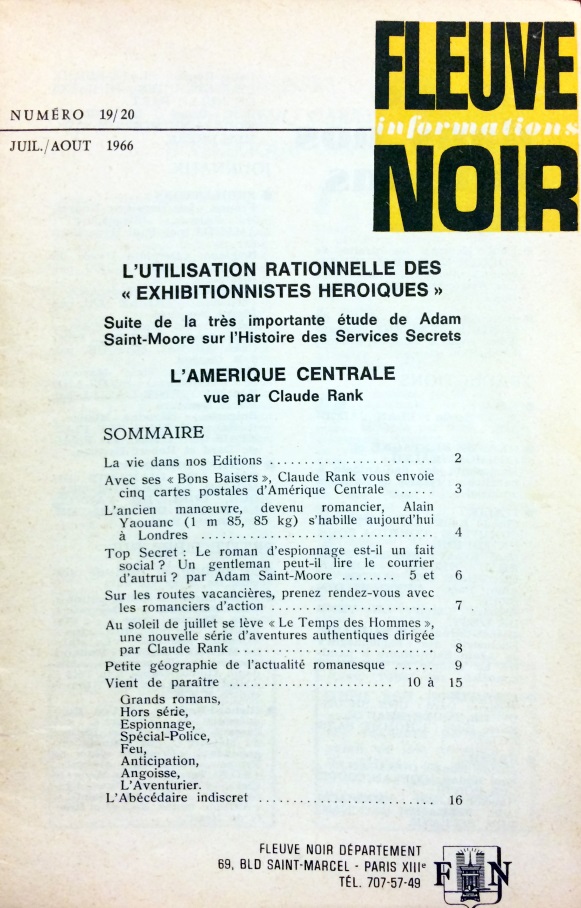 FLEUVE
informations
NOIR
NUMÉRO 19/20
JUIL./AOUT 1966
L'UTILISATION RATIONNELLE DES
« EXHIBITIONNISTES HEROIQUES »
Suite de la très importante étude de Adam
Saint-Moore sur l'Histoire des Services Secrets
L'AMERIQUE CENTRALE
vue par Claude Rank
SOMMAIRE
La vie dans nos Editions ........................ 2
Avec ses « Bons Baisers », Claude Rank vous envoie
cinq cartes postales d'Amérique Centrale ...... 3
L'ancien manœuvre, devenu romancier, Alain
Yaouanc (1 m 85, 85 kg) s'habille aujourd'hui
à Londres .................................. 4
Top Secret : Le roman d'espionnage est-il un fait
social ? Un gentleman peut-il lire le courrier
d'autrui ? par Adam Saint-Moore ........ 5 et 6
Sur les routes vacancières, prenez rendez-vous avec
les romanciers d'action ........................ 7
Au soleil de juillet se lève « Le Temps des Hommes »,
une nouvelle série d'aventures authentiques dirigée
par Claude Rank ............................. 8
Petite géographie de l'actualité romanesque ...... 9
Vient de paraître ........................ 10 à 15
Grands romans,
Hors série,
Espionnage,
Spécial-Police,
Feu,
Anticipation,
Angoisse,
L'Aventurier.
L'Abécédaire indiscret .......................... 16
FLEUVE NOIR DÉPARTEMENT
69, BLD SAINT-MARCEL - PARIS XIIIe
TÉL. 707-57-49
F N